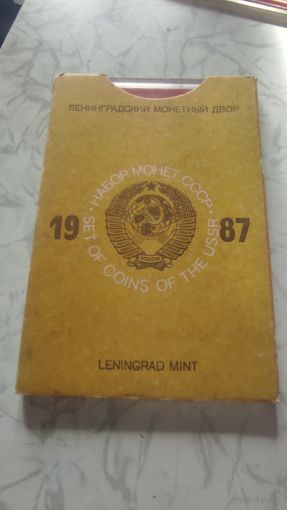 ЛЕНИНГРАДСКИЙ МОНЕТНЫЙ ДВОР
19 87
НАБОР МОНЕТ СССР
SET OF COINS OF THE USSR
LENINGRAD MINT